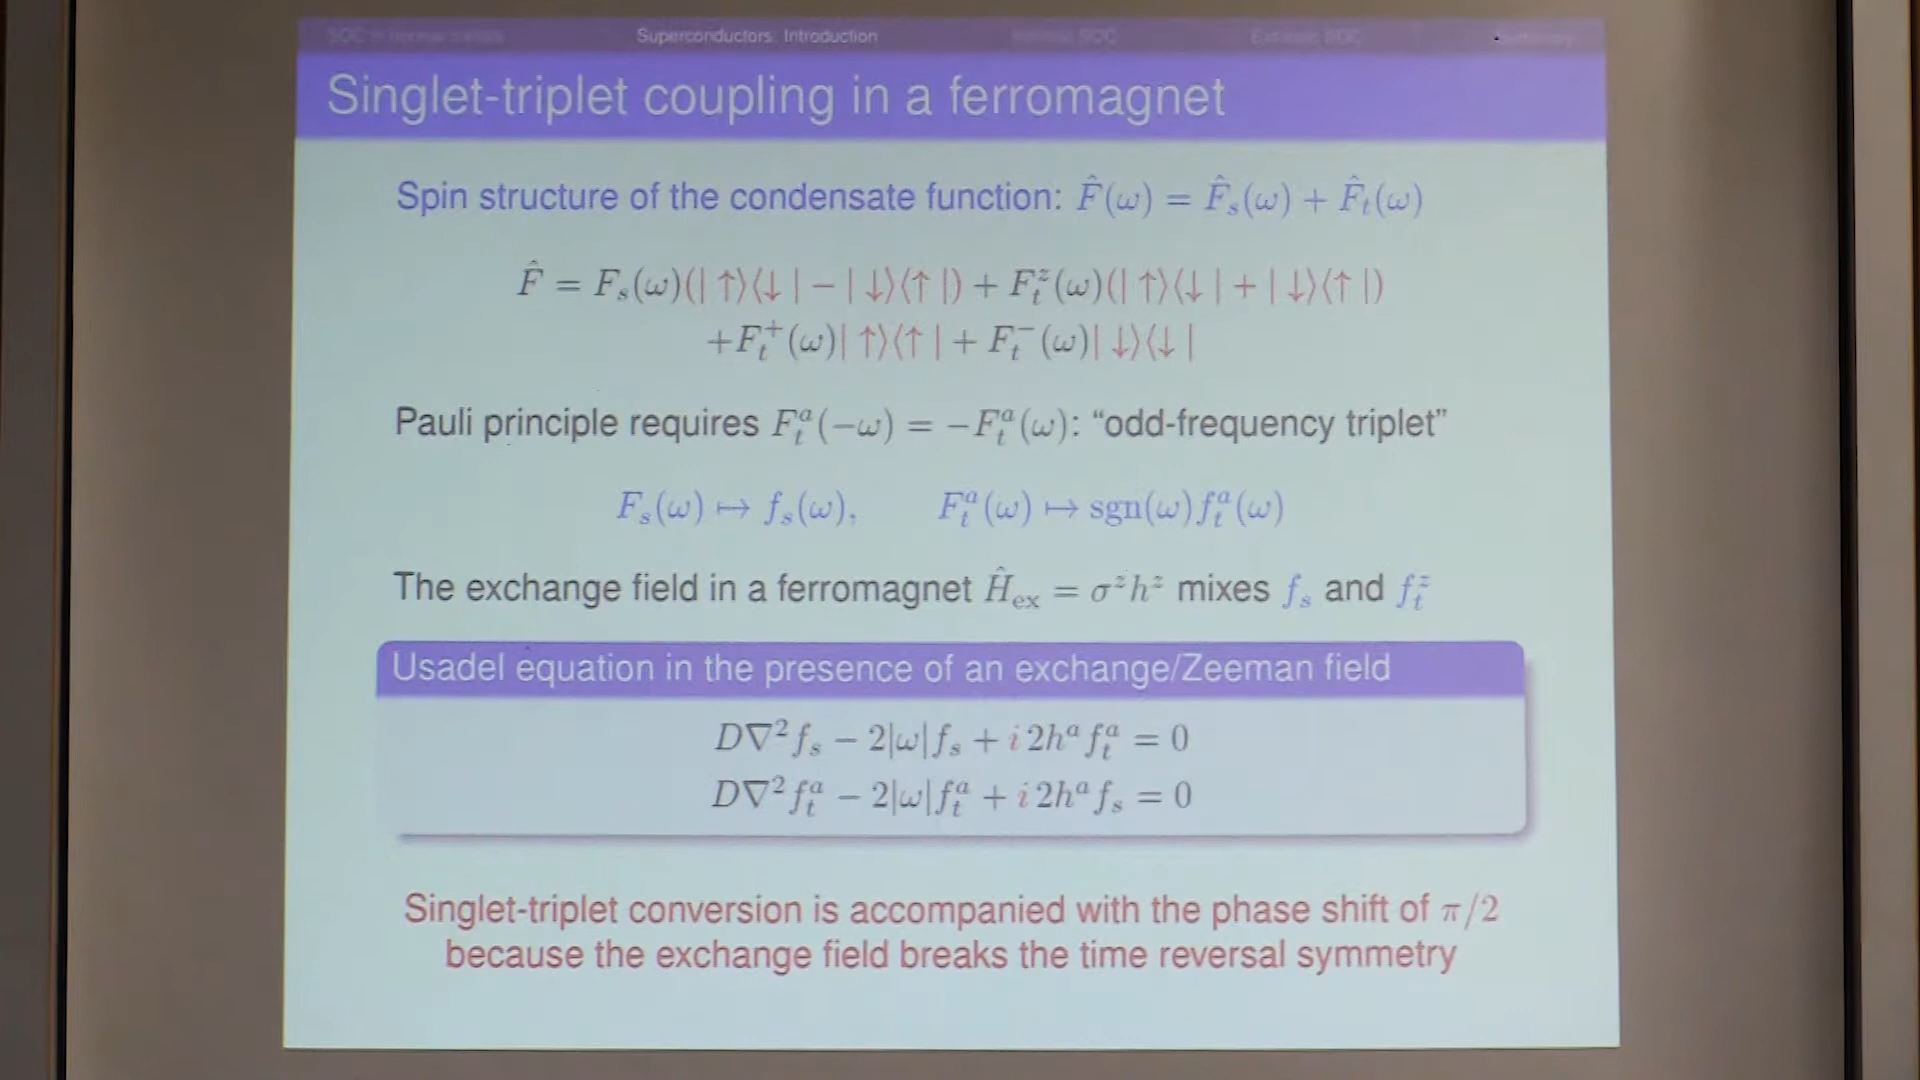 Superconductors: Introduction
Singlet-triplet coupling in a ferromagnet
Spin structure of the condensate function: F̂(ω) = F̂ₛ(ω) + F̂ₜ(ω)
F̂ = Fₛ(ω)(| ↑⟩⟨↓ | − | ↓⟩⟨↑ |) + Fₜᶻ(ω)(| ↑⟩⟨↓ | + | ↓⟩⟨↑ |)
+Fₜ⁺(ω)| ↑⟩⟨↑ | + Fₜ⁻(ω)| ↓⟩⟨↓ |
Pauli principle requires Fₜᵃ(−ω) = −Fₜᵃ(ω): “odd-frequency triplet”
Fₛ(ω) ↦ fₛ(ω), Fₜᵃ(ω) ↦ sgn(ω)fₜᵃ(ω)
The exchange field in a ferromagnet Ĥₑₓ = σᶻhᶻ mixes fₛ and fₜᶻ
Usadel equation in the presence of an exchange/Zeeman field
D∇²fₛ − 2|ω|fₛ + i 2hᵃfₜᵃ = 0
D∇²fₜᵃ − 2|ω|fₜᵃ + i 2hᵃfₛ = 0
Singlet-triplet conversion is accompanied with the phase shift of π/2
because the exchange field breaks the time reversal symmetry